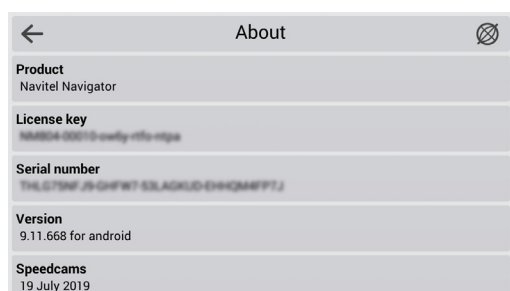 About
Product
Navitel Navigator
License key
Serial number
Version
9.11.668 for android
Speedcams
19 July 2019